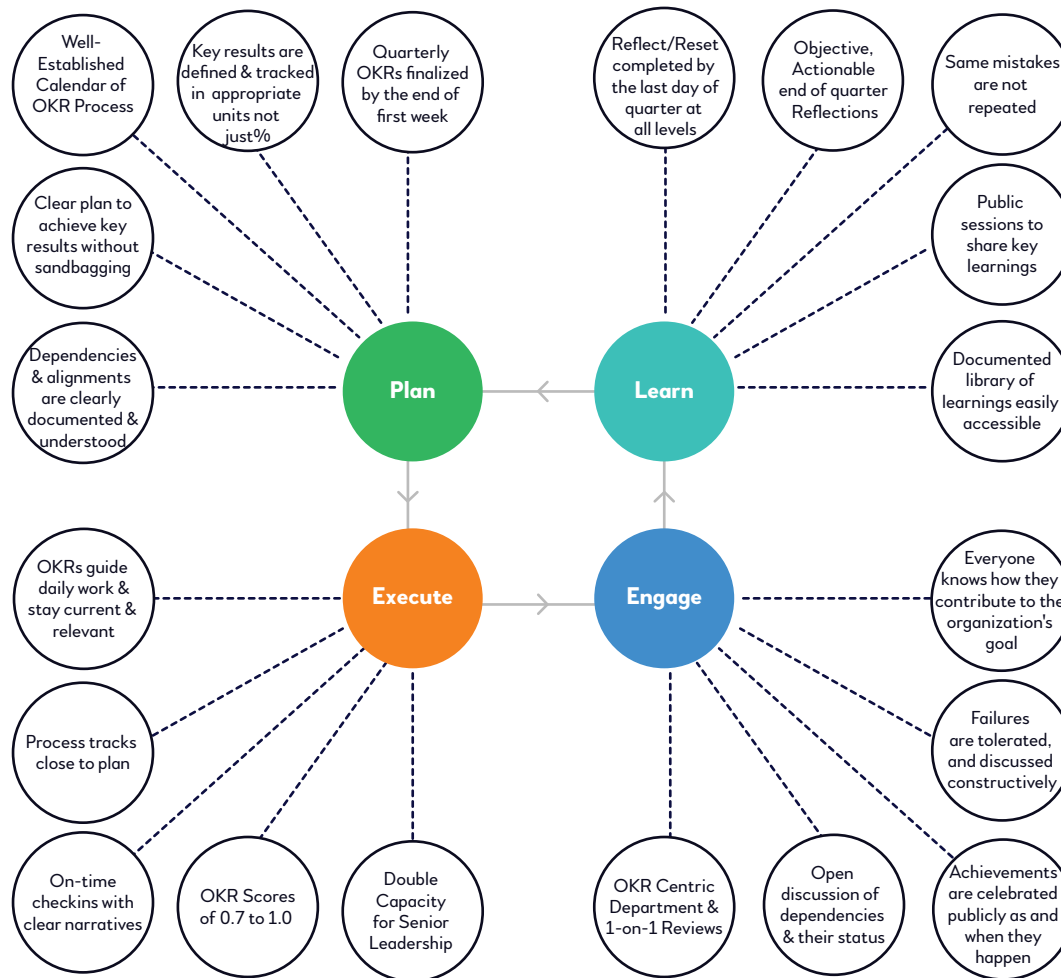 Well-
Established
Calendar of
OKR Process
Key results are
defined & tracked
in appropriate
units not
just%
Quarterly
OKRs finalized
by the end of
first week
Reflect/Reset
completed by
the last day of
quarter at
all levels
Objective,
Actionable
end of quarter
Reflections
Same mistakes
are not
repeated
Clear plan to
achieve key
results without
sandbagging
Public
sessions to
share key
learnings
Dependencies
& alignments
are clearly
documented &
understood
Plan
Learn
Documented
library of
learnings easily
accessible
OKRs guide
daily work &
stay current &
relevant
Execute
Engage
Everyone
knows how they
contribute to the
organization's
goal
Process tracks
close to plan
Failures
are tolerated,
and discussed
constructively
On-time
checkins with
clear narratives
OKR Scores
of 0.7 to 1.0
Double
Capacity
for Senior
Leadership
OKR Centric
Department &
1-on-1 Reviews
Open
discussion of
dependencies
& their status
Achievements
are celebrated
publicly as and
when they
happen